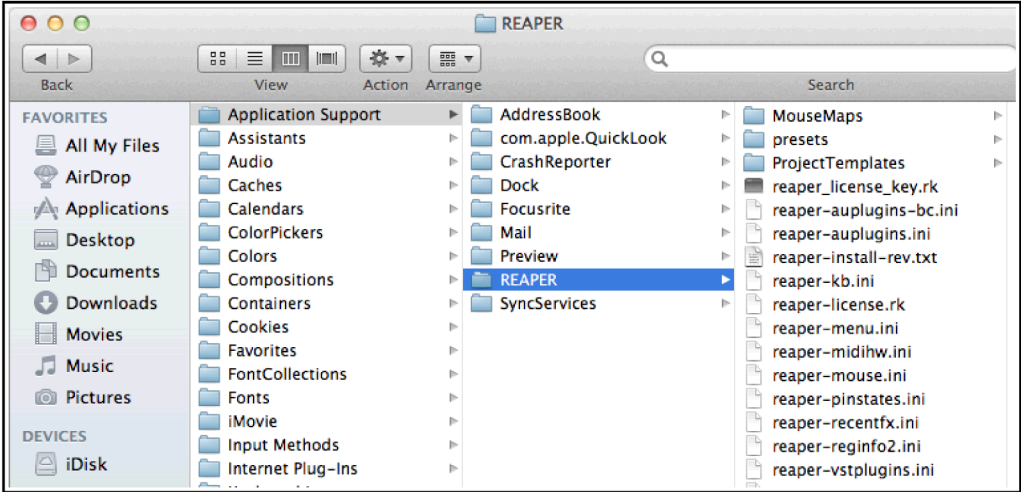 REAPER
Back
View
Action
Arrange
Search
FAVORITES
All My Files
AirDrop
Applications
Desktop
Documents
Downloads
Movies
Music
Pictures
DEVICES
iDisk
Application Support
Assistants
Audio
Caches
Calendars
ColorPickers
Colors
Compositions
Containers
Cookies
Favorites
FontCollections
Fonts
iMovie
Input Methods
Internet Plug-Ins
AddressBook
com.apple.QuickLook
CrashReporter
Dock
Focusrite
Mail
Preview
REAPER
SyncServices
MouseMaps
presets
ProjectTemplates
reaper_license_key.rk
reaper-auplugins-bc.ini
reaper-auplugins.ini
reaper-install-rev.txt
reaper-kb.ini
reaper-license.rk
reaper-menu.ini
reaper-midihw.ini
reaper-mouse.ini
reaper-pinstates.ini
reaper-recentfx.ini
reaper-reginfo2.ini
reaper-vstplugins.ini